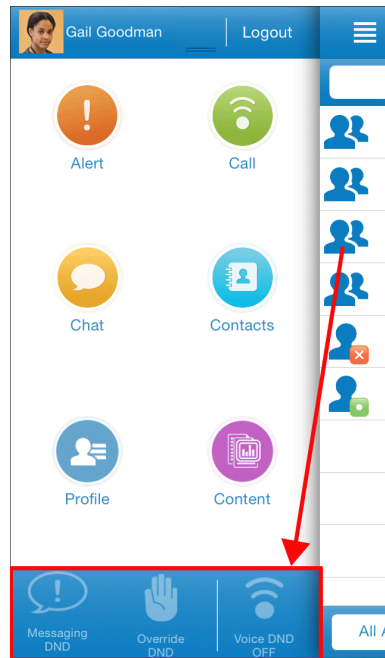 Gail Goodman
Logout
Alert
Call
Chat
Contacts
Profile
Content
Messaging
DND
Override
DND
Voice DND
OFF
All A